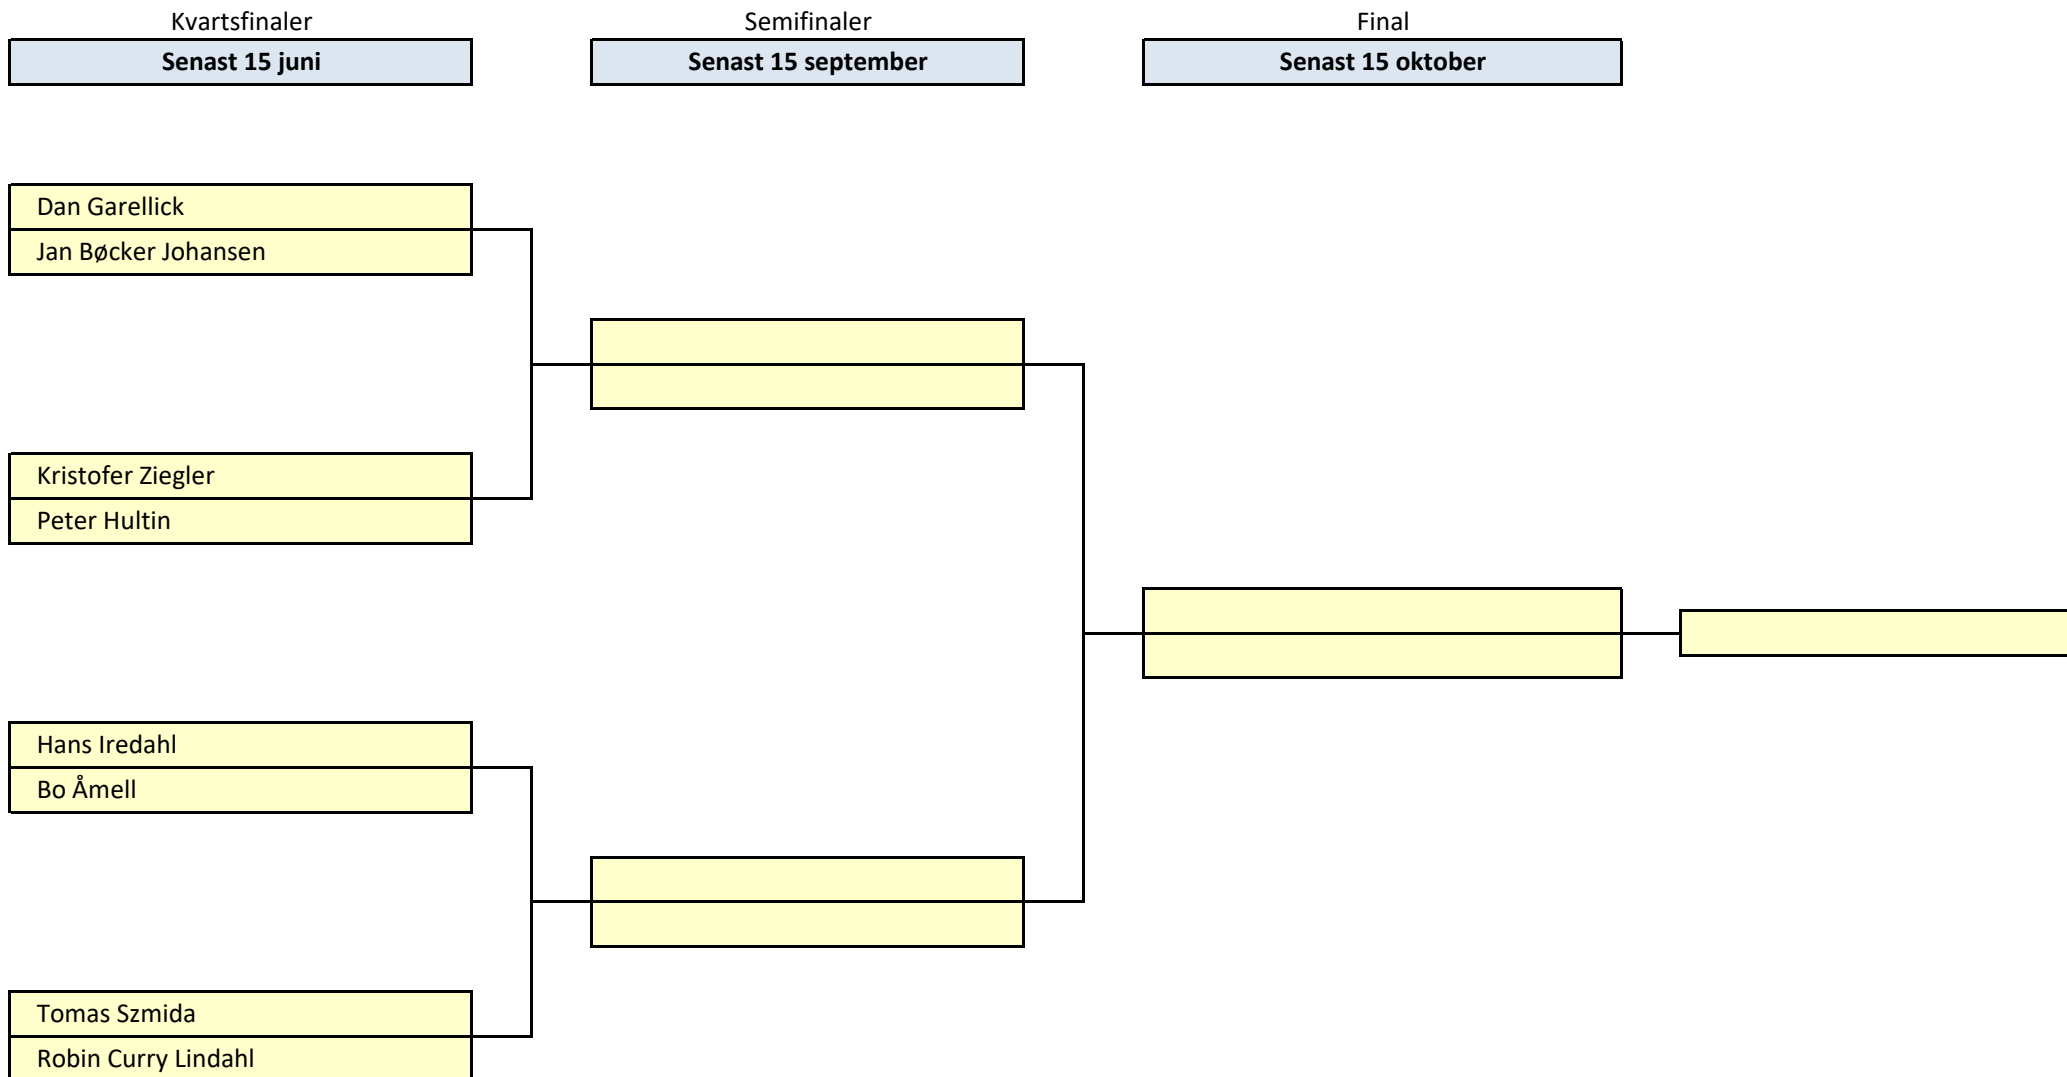 Kvartsfinaler
Semifinaler
Final
Senast 15 juni
Senast 15 september
Senast 15 oktober
Dan Garellick
Jan Bøcker Johansen
Kristofer Ziegler
Peter Hultin
Hans Iredahl
Bo Åmell
Tomas Szmida
Robin Curry Lindahl